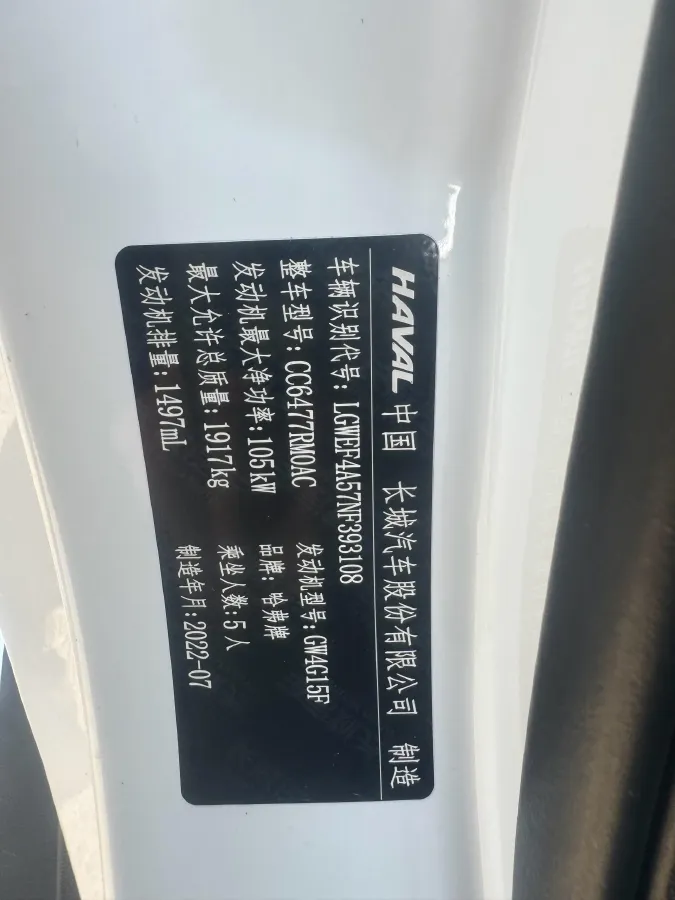 HAVAL 中国 长城汽车股份有限公司 制造
车辆识别代号:LGWEF4A57NF393108
整车型号:CC6477RM0AC 发动机型号:GW4G15F
发动机最大净功率:105kW 品牌:哈弗牌
最大允许总质量:1917kg 乘坐人数:5人
发动机排量:1497mL 制造年月:2022-07